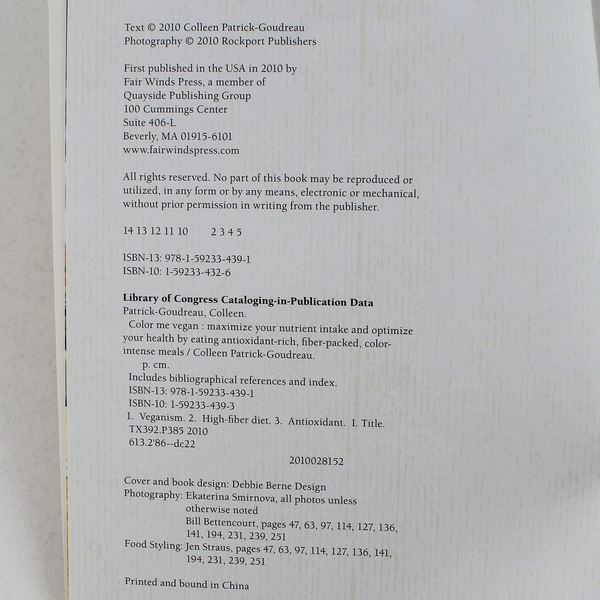 Text © 2010 Colleen Patrick-Goudreau
Photography © 2010 Rockport Publishers
First published in the USA in 2010 by
Fair Winds Press, a member of
Quayside Publishing Group
100 Cummings Center
Suite 406-L
Beverly, MA 01915-6101
www.fairwindspress.com
All rights reserved. No part of this book may be reproduced or
utilized, in any form or by any means, electronic or mechanical,
without prior permission in writing from the publisher.
14 13 12 11 10 2 3 4 5
ISBN-13: 978-1-59233-439-1
ISBN-10: 1-59233-432-6
Library of Congress Cataloging-in-Publication Data
Patrick-Goudreau, Colleen.
Color me vegan : maximize your nutrient intake and optimize
your health by eating antioxidant-rich, fiber-packed, color-
intense meals / Colleen Patrick-Goudreau.
p. cm.
Includes bibliographical references and index.
ISBN-13: 978-1-59233-439-1
ISBN-10: 1-59233-439-3
1. Veganism. 2. High-fiber diet. 3. Antioxidant. I. Title.
TX392.P385 2010
613.2'86--dc22
2010028152
Cover and book design: Debbie Berne Design
Photography: Ekaterina Smirnova, all photos unless
otherwise noted
Bill Bettencourt, pages 47, 63, 97, 114, 127, 136,
141, 194, 231, 239, 251
Food Styling: Jen Straus, pages 47, 63, 97, 114, 127, 136, 141,
194, 231, 239, 251
Printed and bound in China